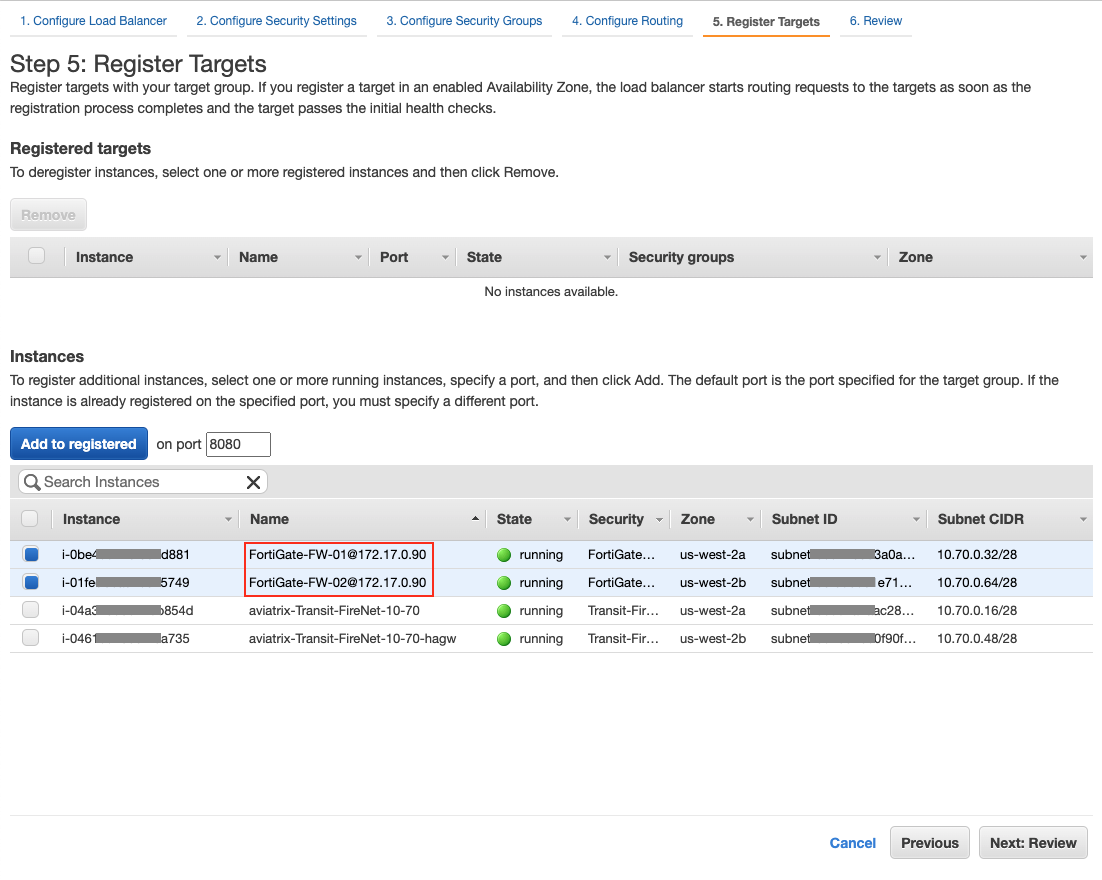 1. Configure Load Balancer 2. Configure Security Settings 3. Configure Security Groups 4. Configure Routing 5. Register Targets 6. Review
Step 5: Register Targets
Register targets with your target group. If you register a target in an enabled Availability Zone, the load balancer starts routing requests to the targets as soon as the
registration process completes and the target passes the initial health checks.
Registered targets
To deregister instances, select one or more registered instances and then click Remove.
Remove
Instance Name Port State Security groups Zone
No instances available.
Instances
To register additional instances, select one or more running instances, specify a port, and then click Add. The default port is the port specified for the target group. If the
instance is already registered on the specified port, you must specify a different port.
Add to registered on port 8080
Search Instances
Instance Name State Security Zone Subnet ID Subnet CIDR
i-0be4 d881 FortiGate-FW-01@172.17.0.90 running FortiGate... us-west-2a subnet 3a0a... 10.70.0.32/28
i-01fe 5749 FortiGate-FW-02@172.17.0.90 running FortiGate... us-west-2b subnet e71... 10.70.0.64/28
i-04a3 b854d aviatrix-Transit-FireNet-10-70 running Transit-Fir... us-west-2a subnet ac28... 10.70.0.16/28
i-0461 a735 aviatrix-Transit-FireNet-10-70-hagw running Transit-Fir... us-west-2b subnet 0f90f... 10.70.0.48/28
Cancel Previous Next: Review